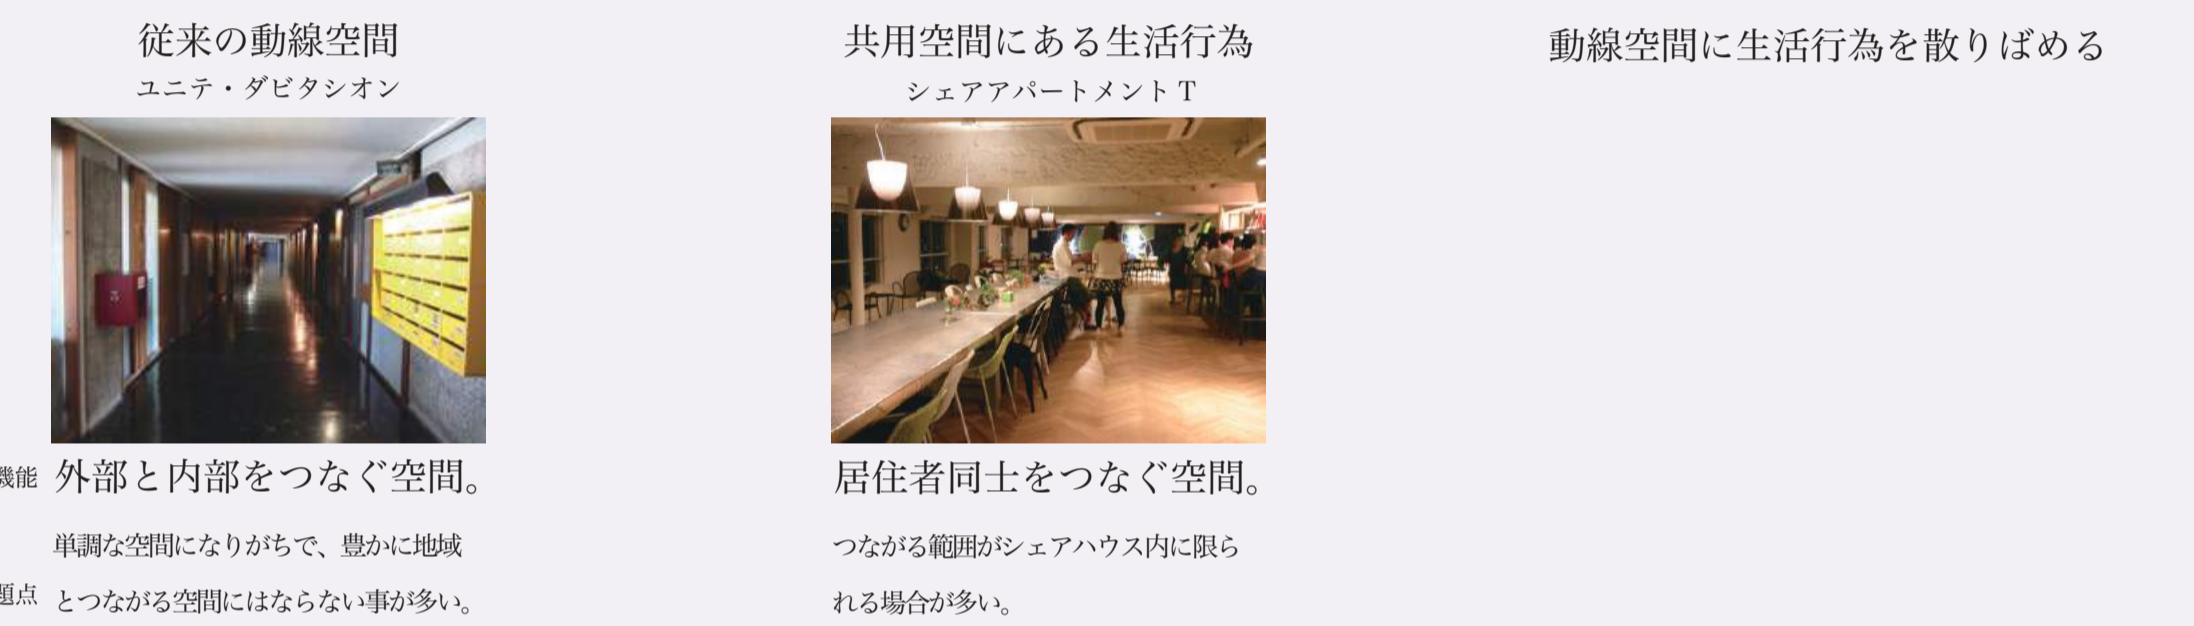 従来の動線空間
ユニテ・ダビタシオン
共用空間にある生活行為
シェアアパートメント T
動線空間に生活行為を散りばめる
機能
外部と内部をつなぐ空間。
居住者同士をつなぐ空間。
単調な空間になりがちで、豊かに地域
題点
とつながる空間にはならない事が多い。
つながる範囲がシェアハウス内に限ら
れる場合が多い。